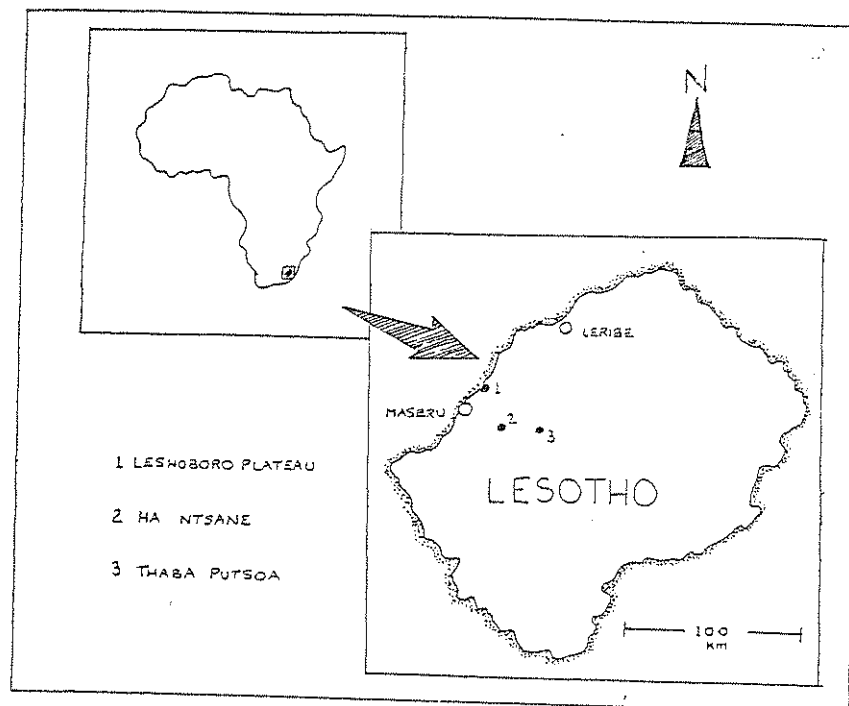 N
LERIBE
1
MASERU
2
3
LESOTHO
100
km
1 LESHOBORO PLATEAU
2 HA NTSANE
3 THABA PUTSOA